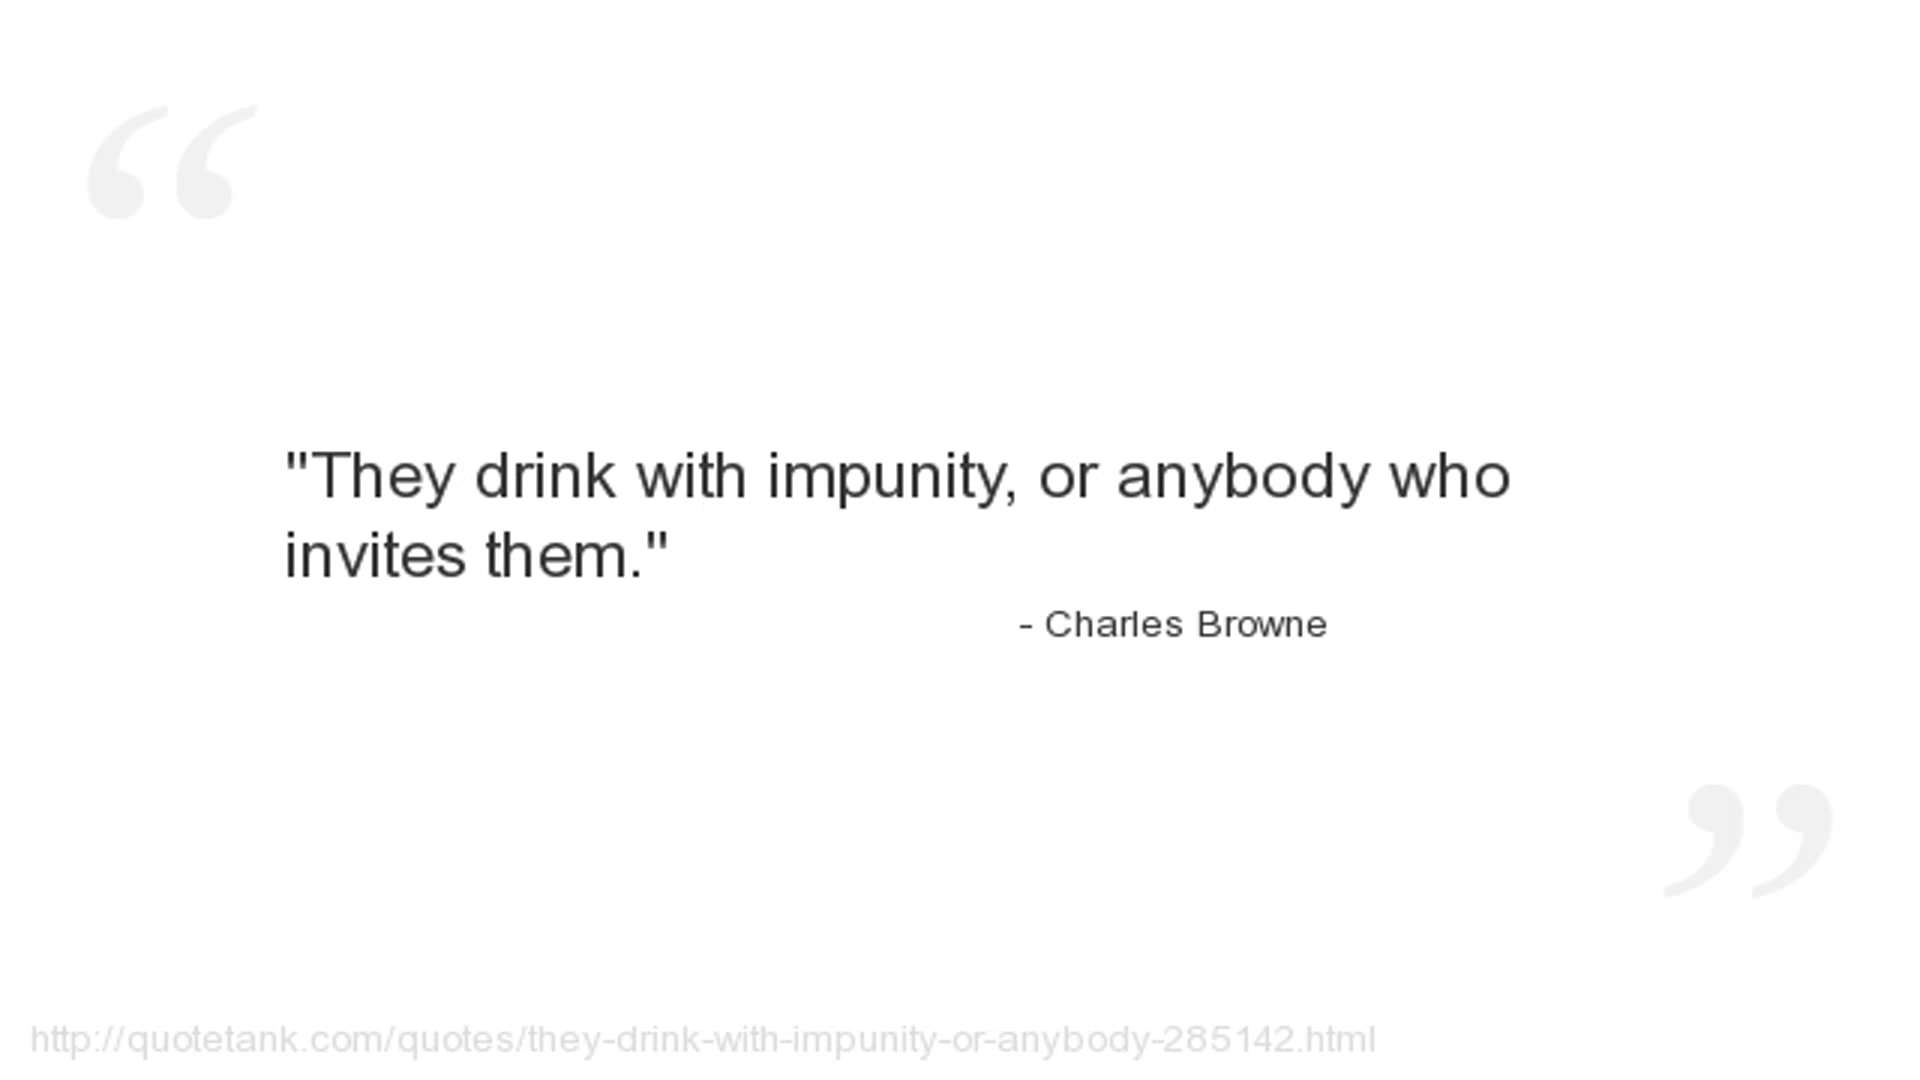 "They drink with impunity, or anybody who
invites them."
- Charles Browne
http://quotetank.com/quotes/they-drink-with-impunity-or-anybody-285142.html